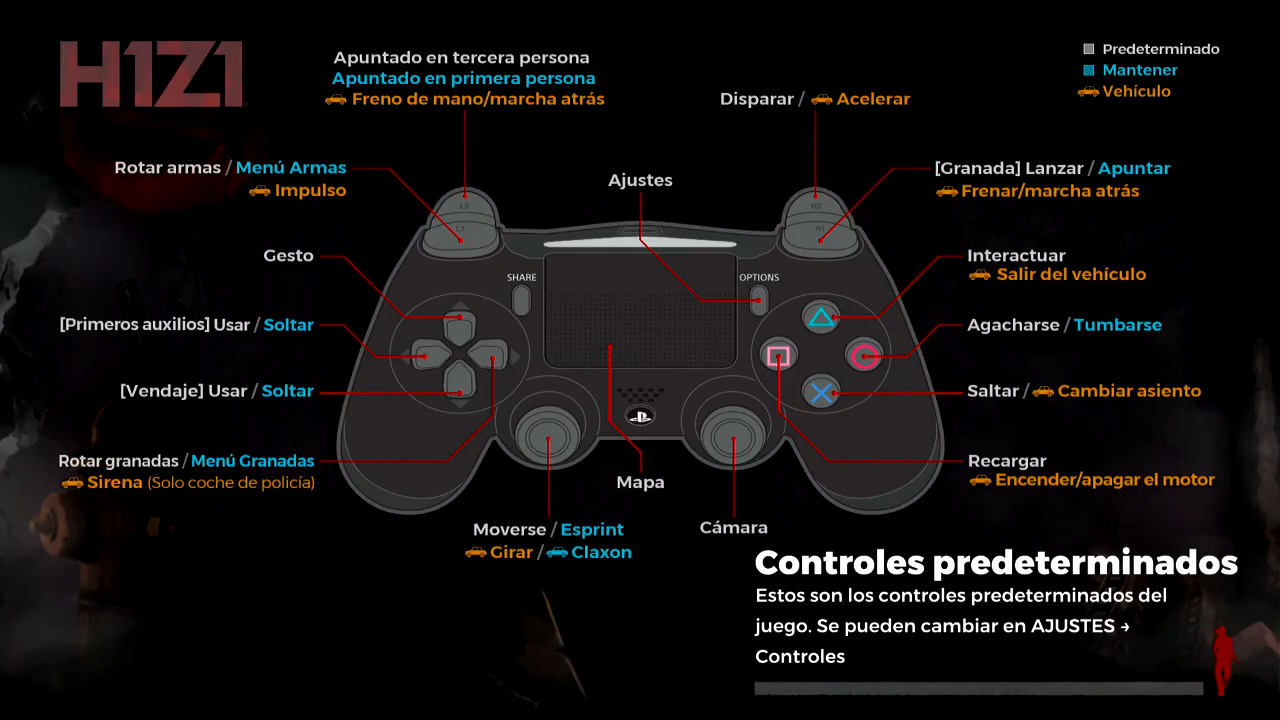 H1Z1
Apuntado en tercera persona
Apuntado en primera persona
Freno de mano/marcha atrás
Disparar / Acelerar
Predeterminado
Mantener
Vehículo
Rotar armas / Menú Armas
Impulso
Ajustes
[Granada] Lanzar / Apuntar
Frenar/marcha atrás
L2
R2
L1
R1
Gesto
SHARE
OPTIONS
Interactuar
Salir del vehículo
[Primeros auxilios] Usar / Soltar
Agacharse / Tumbarse
[Vendaje] Usar / Soltar
Saltar / Cambiar asiento
Rotar granadas / Menú Granadas
Sirena (Solo coche de policía)
Mapa
Recargar
Encender/apagar el motor
Moverse / Esprint
Girar / Claxon
Cámara
Controles predeterminados
Estos son los controles predeterminados del
juego. Se pueden cambiar en AJUSTES →
Controles